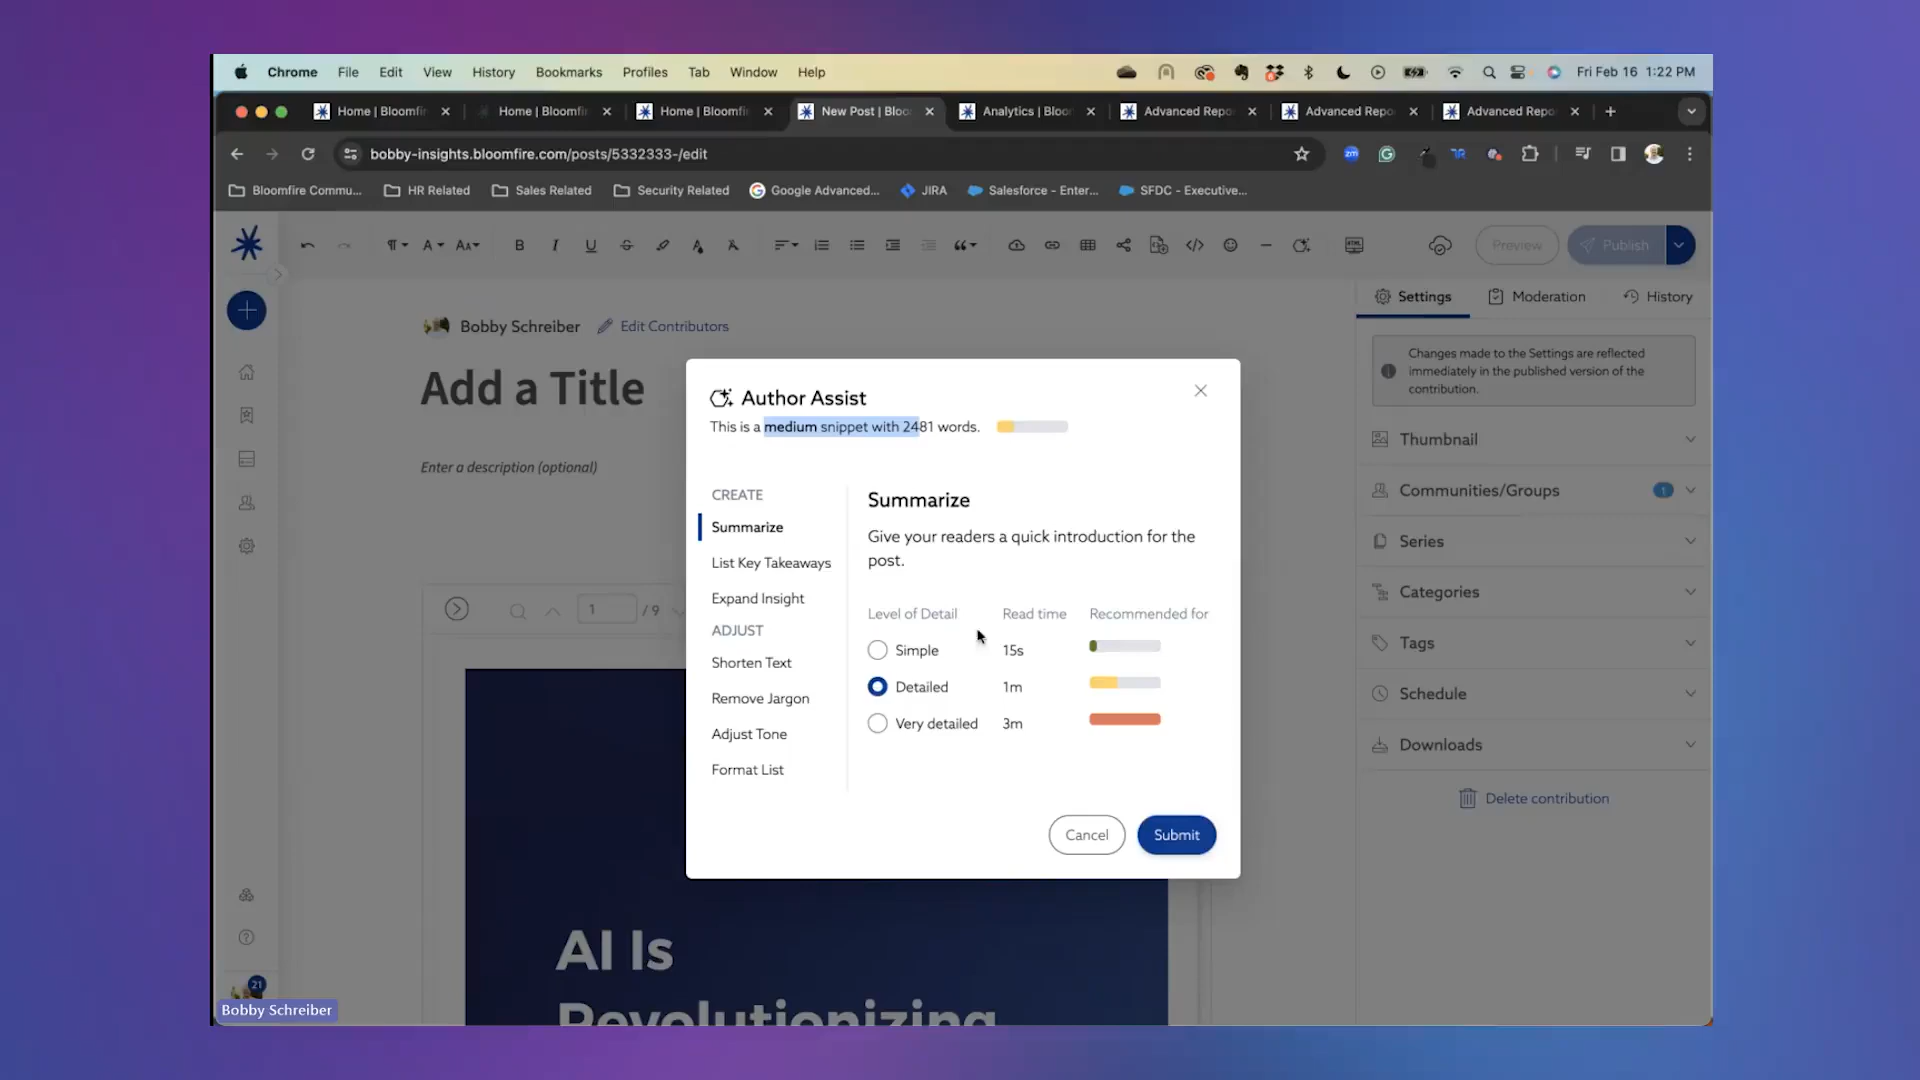 Chrome File Edit View History Bookmarks Profiles Tab Window Help
Fri Feb 16 1:22 PM
Home | Bloomfir
Home | Bloomfir
Home | Bloomfir
New Post | Bloo
Analytics | Bloo
Advanced Repo
Advanced Repo
Advanced Repo
bobby-insights.bloomfire.com/posts/5332333-/edit
Bloomfire Commu... HR Related Sales Related Security Related Google Advanced... JIRA Salesforce - Enter... SFDC - Executive...
Preview
Publish
Settings Moderation History
Bobby Schreiber Edit Contributors
Add a Title
Enter a description (optional)
1 / 9
Author Assist
This is a medium snippet with 2481 words.
CREATE
Summarize
List Key Takeaways
Expand Insight
ADJUST
Shorten Text
Remove Jargon
Adjust Tone
Format List
Summarize
Give your readers a quick introduction for the
post.
Level of Detail Read time Recommended for
Simple 15s
Detailed 1m
Very detailed 3m
Cancel Submit
Changes made to the Settings are reflected
immediately in the published version of the
contribution.
Thumbnail
Communities/Groups 1
Series
Categories
Tags
Schedule
Downloads
Delete contribution
AI Is
Revolutionizing
21
Bobby Schreiber